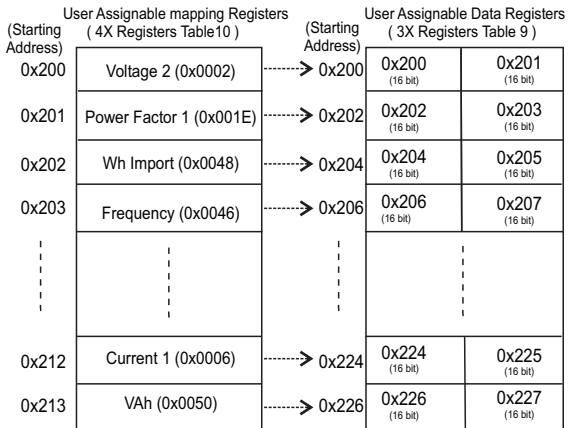 User Assignable mapping Registers
( 4X Registers Table10 )
User Assignable Data Registers
( 3X Registers Table 9 )
(Starting
Address)
(Starting
Address)
0x200 Voltage 2 (0x0002) 0x200 0x200 0x201
(16 bit) (16 bit)
0x201 Power Factor 1 (0x001E) 0x202 0x202 0x203
(16 bit) (16 bit)
0x202 Wh Import (0x0048) 0x204 0x204 0x205
(16 bit) (16 bit)
0x203 Frequency (0x0046) 0x206 0x206 0x207
(16 bit) (16 bit)
0x212 Current 1 (0x0006) 0x224 0x224 0x225
(16 bit) (16 bit)
0x213 VAh (0x0050) 0x226 0x226 0x227
(16 bit) (16 bit)